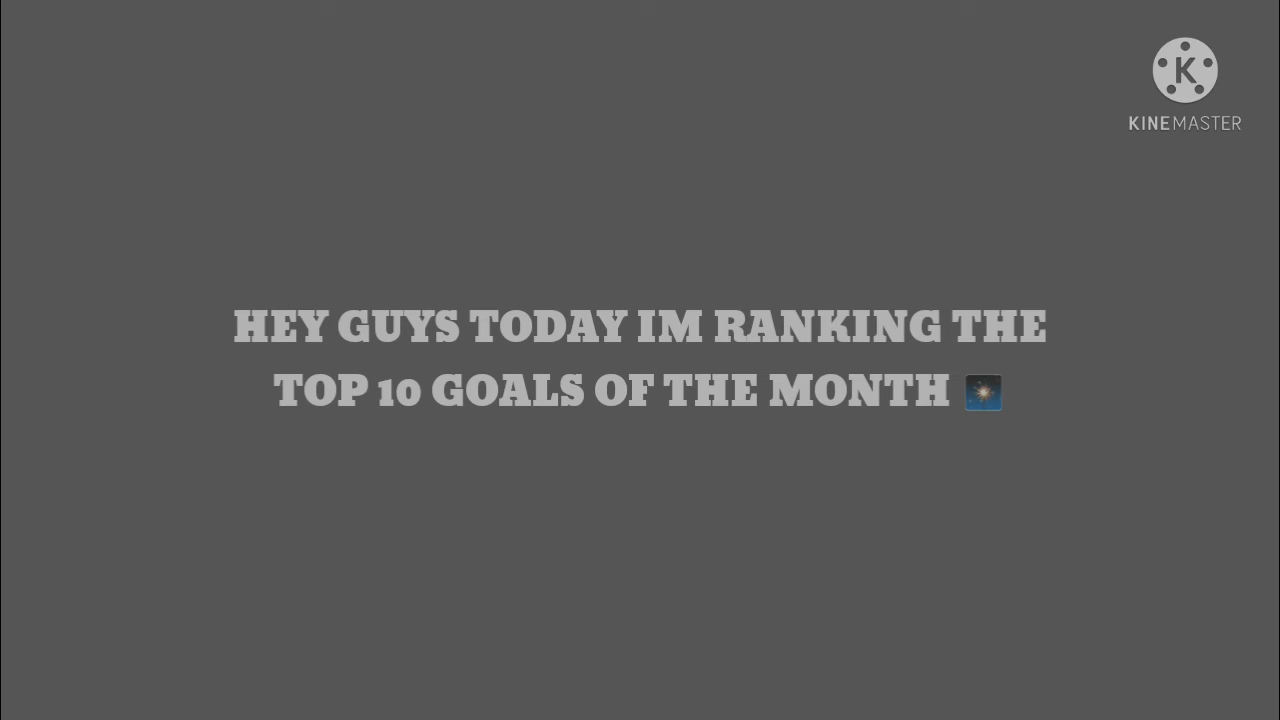 K
KINEMASTER
HEY GUYS TODAY IM RANKING THE
TOP 10 GOALS OF THE MONTH 🎆